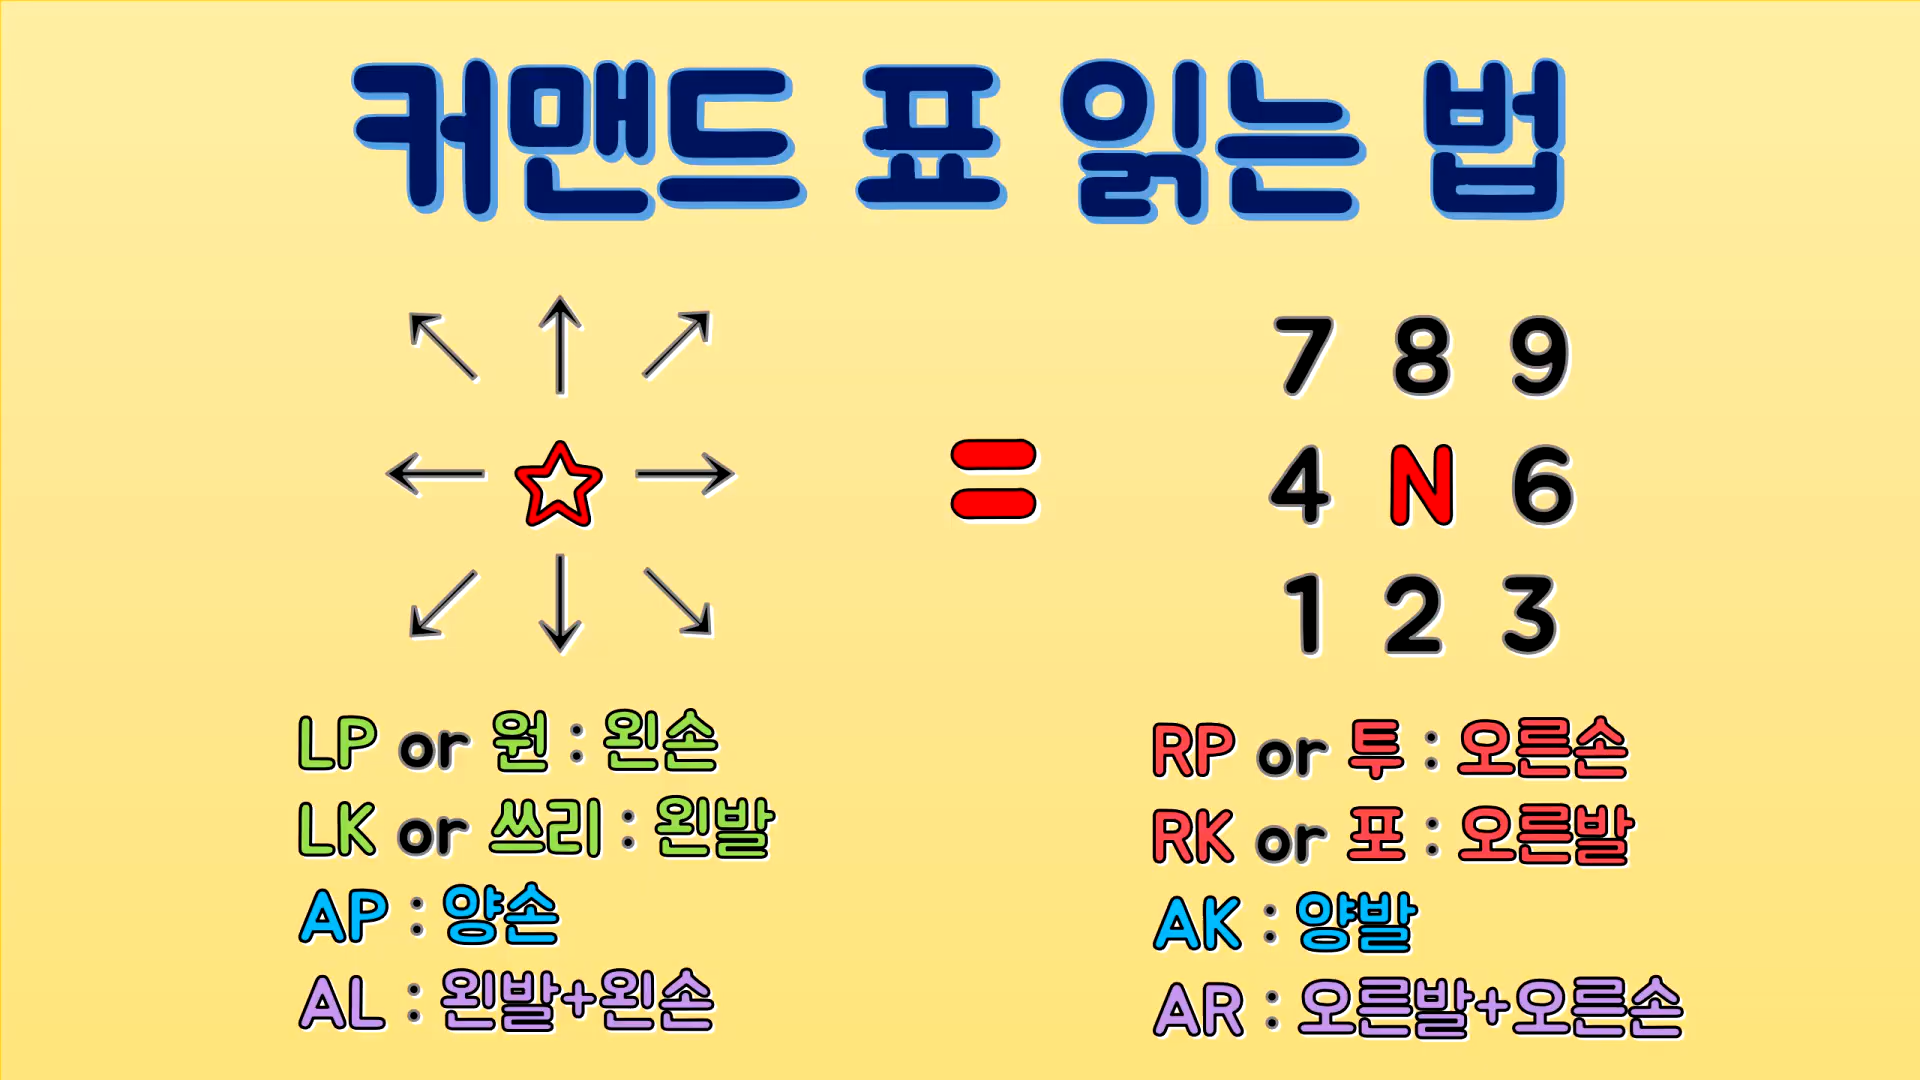 커맨드 표 읽는 법
↖ ↑ ↗
← ☆ →
↙ ↓ ↘
=
7 8 9
4 N 6
1 2 3
LP or 원 : 왼손
LK or 쓰리 : 왼발
AP : 양손
AL : 왼발+왼손
RP or 투 : 오른손
RK or 포 : 오른발
AK : 양발
AR : 오른발+오른손